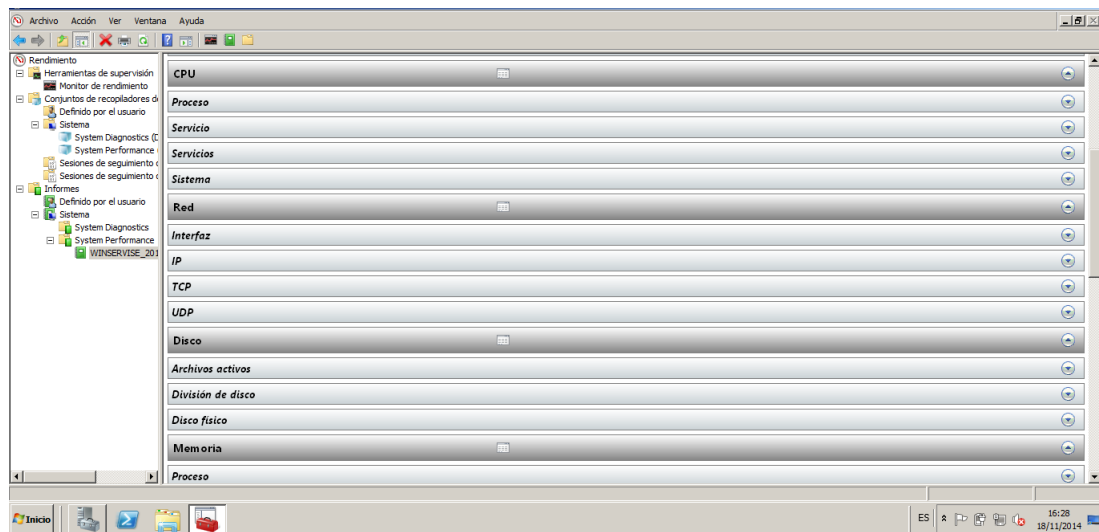 Archivo Acción Ver Ventana Ayuda
Rendimiento
Herramientas de supervisión
Monitor de rendimiento
Conjuntos de recopiladores d
Definido por el usuario
Sistema
System Diagnostics (D
System Performance
Sesiones de seguimiento
Sesiones de seguimiento
Informes
Definido por el usuario
Sistema
System Diagnostics
System Performance
WINSERVISE_201
CPU
Proceso
Servicio
Servicios
Sistema
Red
Interfaz
IP
TCP
UDP
Disco
Archivos activos
División de disco
Disco físico
Memoria
Proceso
Inicio
ES
16:28
18/11/2014